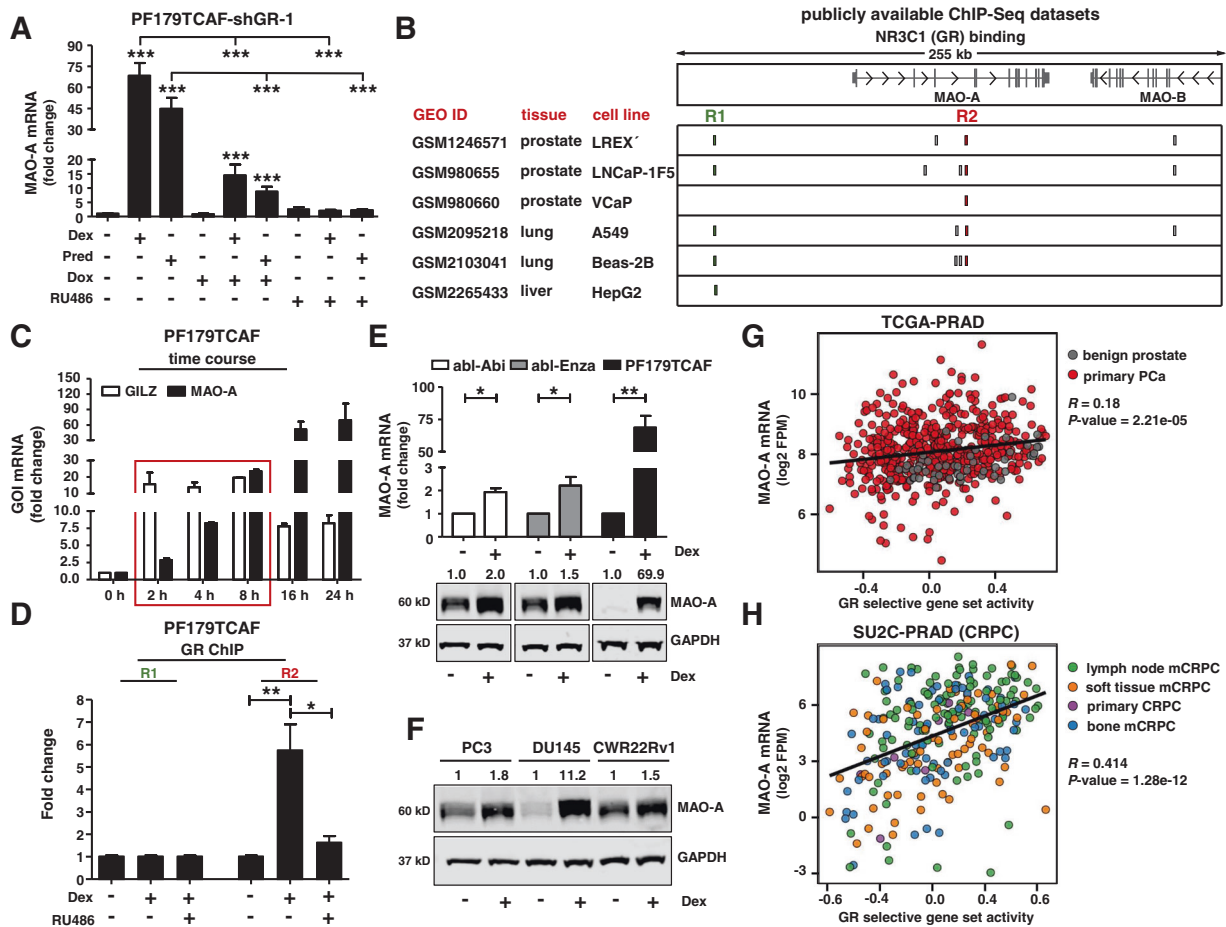 A
PF179TCAF-shGR-1
MAO-A mRNA
(fold change)
90
75
60
45
30
20
15
10
5
0
*** *** ***
*** *** ***
*** ***
Dex - + - - + - - + -
Pred - - + - - + - - +
Dox - - - + + + - - -
RU486 - - - - - - + + +
B
publicly available ChIP-Seq datasets
NR3C1 (GR) binding
255 kb
MAO-A
MAO-B
GEO ID tissue cell line R1 R2
GSM1246571 prostate LREX´
GSM980655 prostate LNCaP-1F5
GSM980660 prostate VCaP
GSM2095218 lung A549
GSM2103041 lung Beas-2B
GSM2265433 liver HepG2
C
PF179TCAF
time course
GILZ MAO-A
GOI mRNA
(fold change)
150
120
90
60
30
30
20
10
10.0
7.5
5.0
2.5
0.0
0 h 2 h 4 h 8 h 16 h 24 h
D
PF179TCAF
GR ChIP
R1 R2
** *
Fold change
8
7
6
5
4
3
2
1
0
Dex - + + - + +
RU486 - - + - - +
E
abl-Abi abl-Enza PF179TCAF
* * **
MAO-A mRNA
(fold change)
100
75
50
25
3
2
1
0
- + - + - + Dex
1.0 2.0 1.0 1.5 1.0 69.9
60 kD MAO-A
37 kD GAPDH
- + - + - + Dex
F
PC3 DU145 CWR22Rv1
1 1.8 1 11.2 1 1.5
60 kD MAO-A
37 kD GAPDH
- + - + - + Dex
G
TCGA-PRAD
MAO-A mRNA
(log2 FPM)
10
8
6
-0.4 0.0 0.4
GR selective gene set activity
benign prostate
primary PCa
R = 0.18
P-value = 2.21e-05
H
SU2C-PRAD (CRPC)
MAO-A mRNA
(log2 FPM)
6
3
0
-3
-0.6 -0.4 0.0 0.4 0.6
GR selective gene set activity
lymph node mCRPC
soft tissue mCRPC
primary CRPC
bone mCRPC
R = 0.414
P-value = 1.28e-12